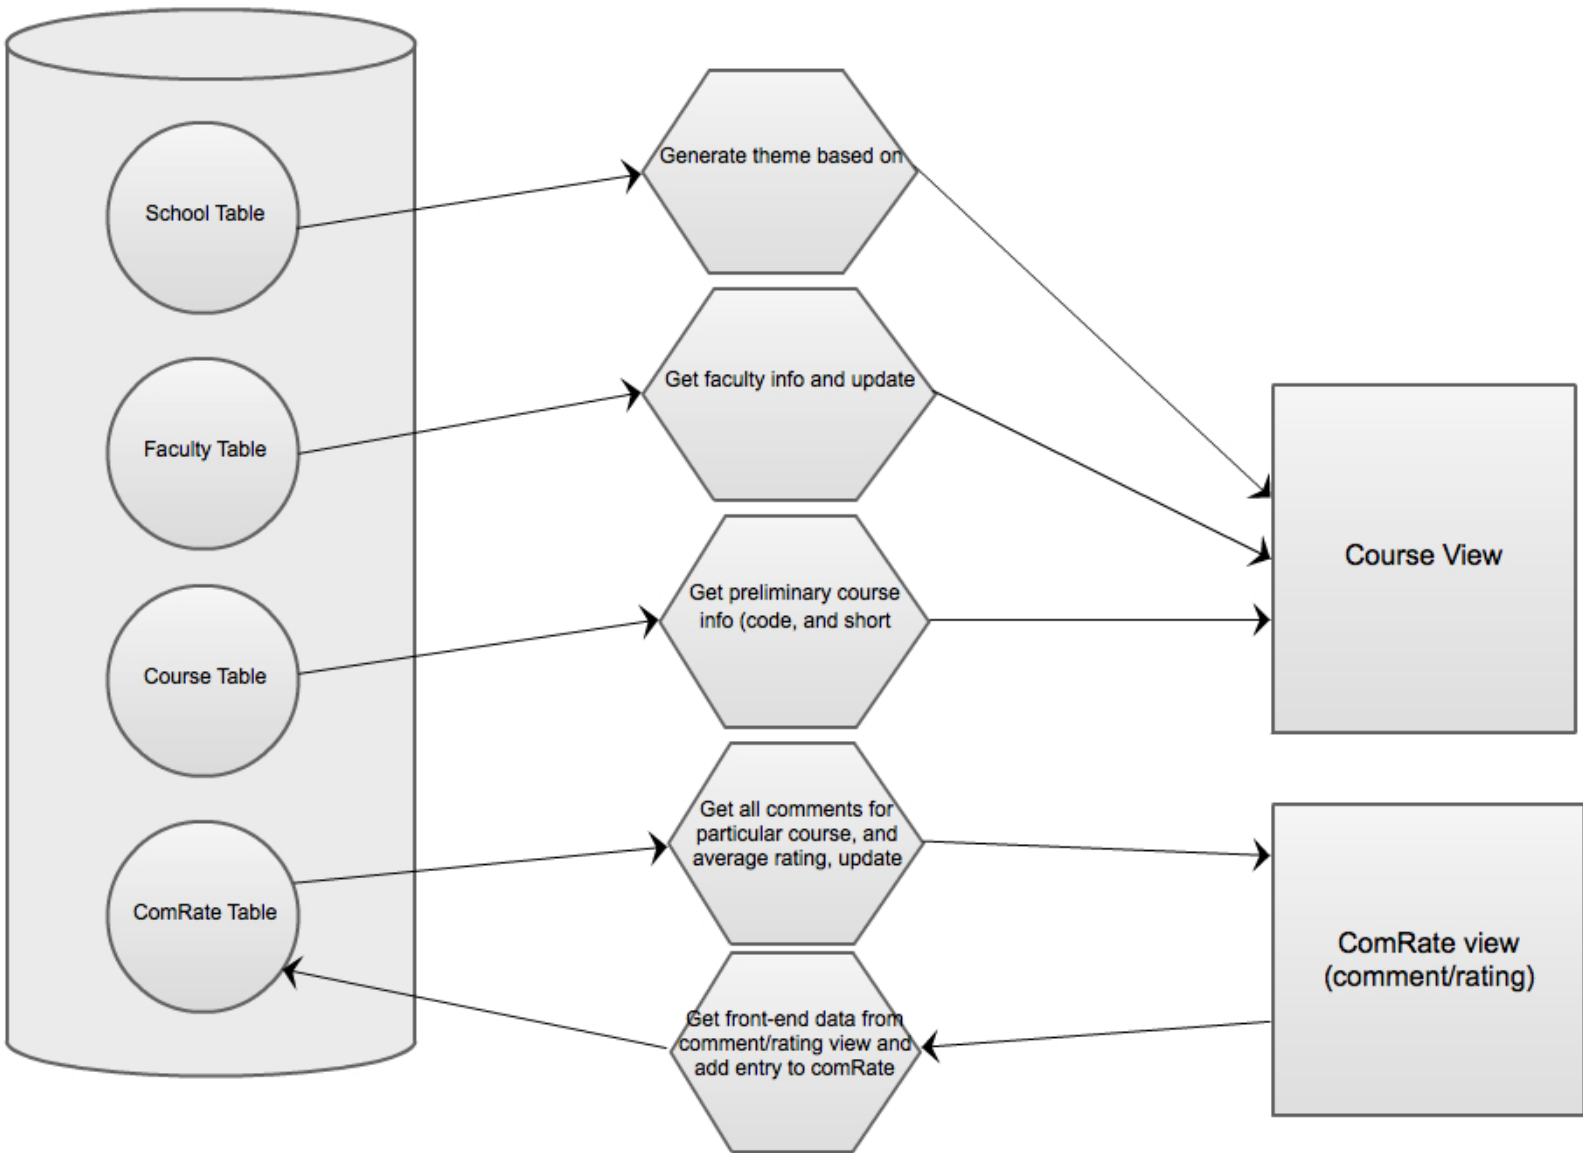 School Table
Faculty Table
Course Table
ComRate Table
Generate theme based on
Get faculty info and update
Get preliminary course
info (code, and short
Get all comments for
particular course, and
average rating, update
Get front-end data from
comment/rating view and
add entry to comRate
Course View
ComRate view
(comment/rating)